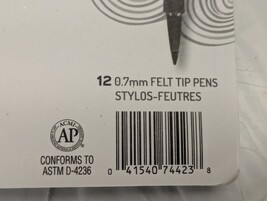 12 0.7mm FELT TIP PENS
STYLOS-FEUTRES
ACMI
AP
CONFORMS TO
ASTM D-4236
0 41540 74423 8